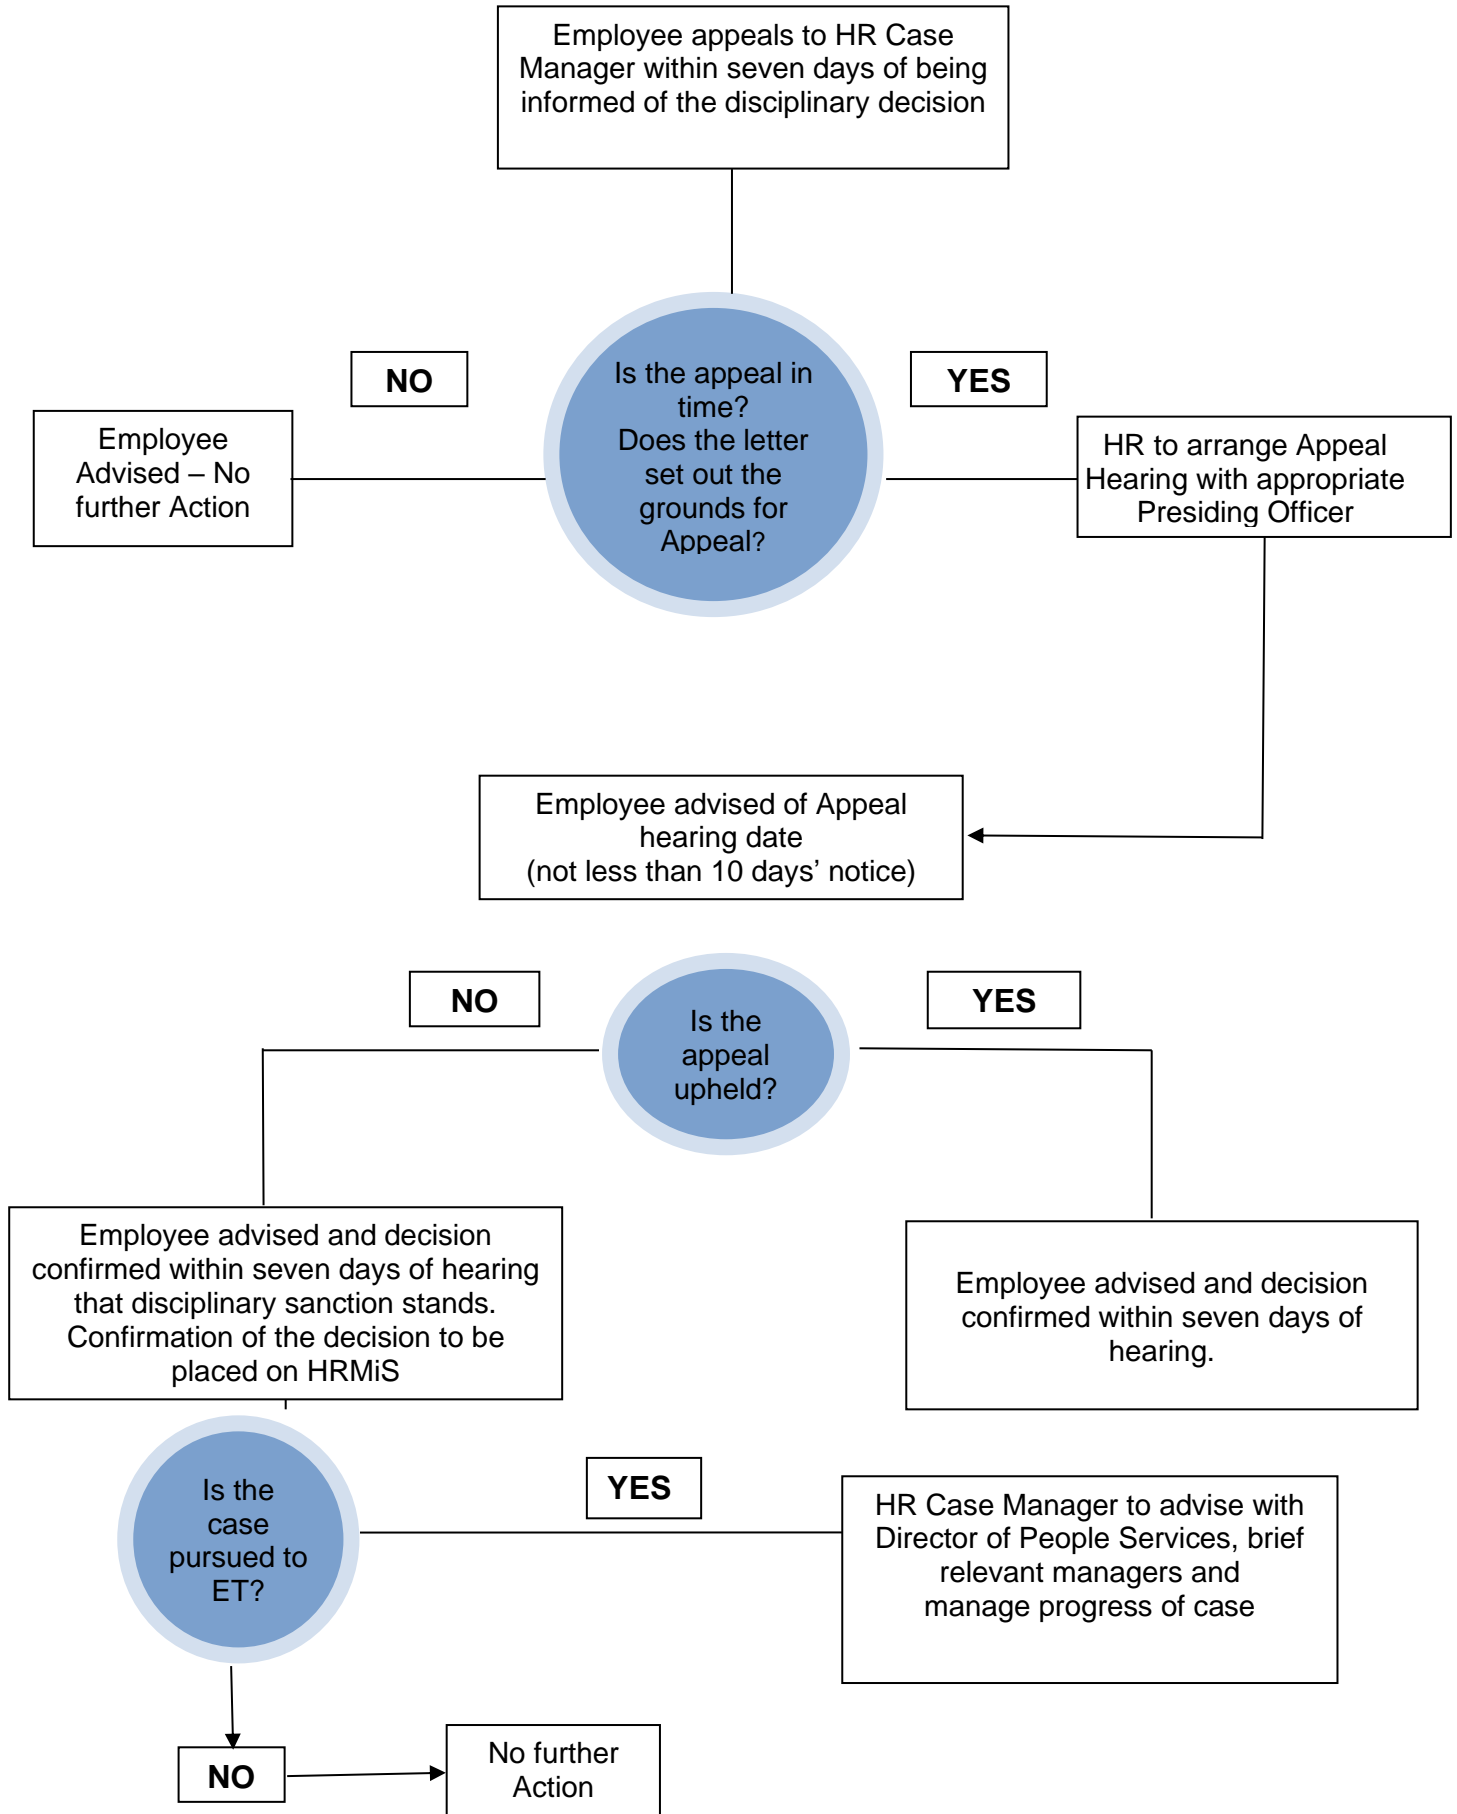 Employee appeals to HR Case
Manager within seven days of being
informed of the disciplinary decision
NO
Is the appeal in
time?
Does the letter
set out the
grounds for
Appeal?
YES
Employee
Advised – No
further Action
HR to arrange Appeal
Hearing with appropriate
Presiding Officer
Employee advised of Appeal
hearing date
(not less than 10 days’ notice)
NO
Is the
appeal
upheld?
YES
Employee advised and decision
confirmed within seven days of hearing
that disciplinary sanction stands.
Confirmation of the decision to be
placed on HRMiS
Employee advised and decision
confirmed within seven days of
hearing.
Is the
case
pursued to
ET?
YES
HR Case Manager to advise with
Director of People Services, brief
relevant managers and
manage progress of case
NO
No further
Action